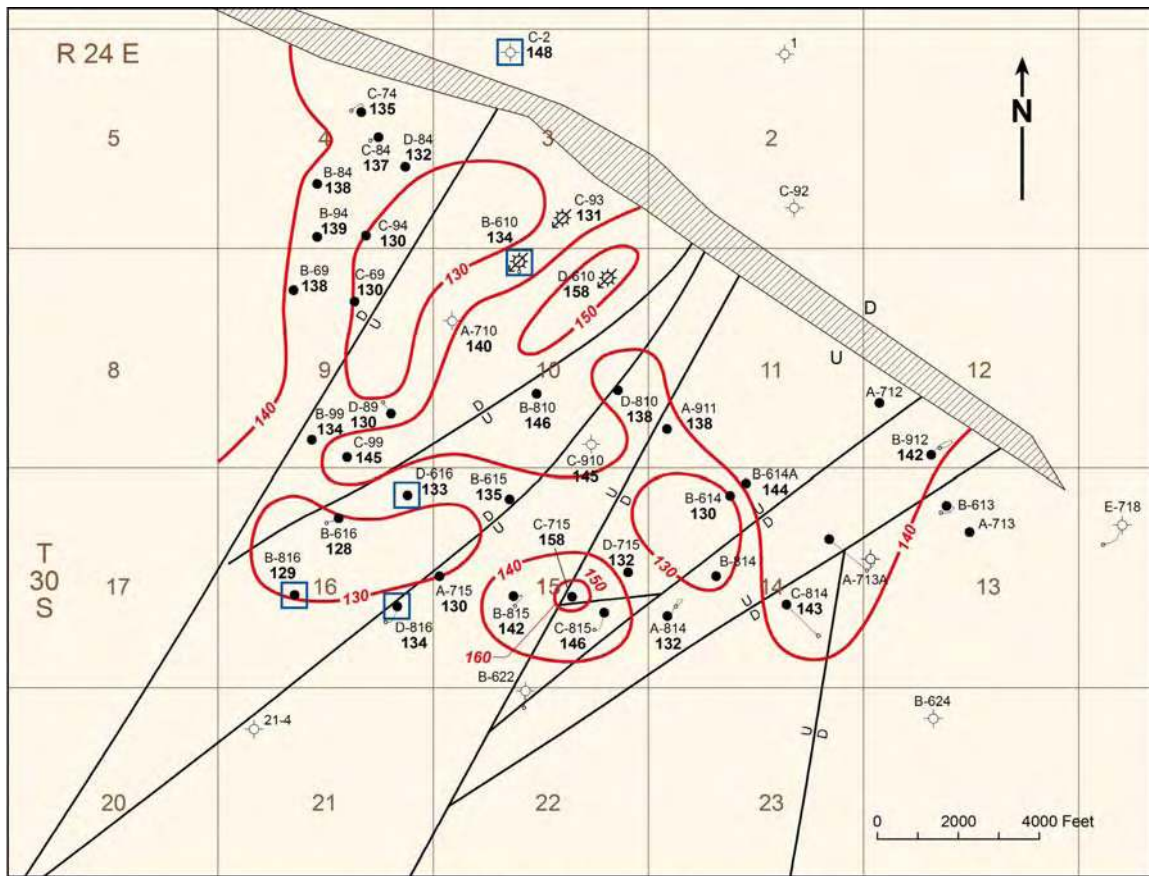 R 24 E
C-2
148
1
N
C-74
135
5
4
C-84
137
D-84
132
3
2
B-84
138
C-92
B-94
139
C-94
130
C-93
131
B-610
134
130
B-69
138
C-69
130
D
U
D-610
158
150
A-710
140
D
U
8
9
10
11
12
140
B-99
134
D-89
130
D
U
B-810
146
D-810
138
A-911
138
A-712
C-99
145
C-910
145
B-912
142
D-616
133
B-615
135
D
U
U
D
B-614
130
B-614A
144
U
D
B-613
A-713
E-718
B-616
128
C-715
158
D-715
132
T
30
S
17
B-816
129
16
130
A-715
130
140
15
150
130
B-814
14
A-713A
140
13
D-816
134
B-815
142
C-815
146
A-814
132
U
D
C-814
143
160
B-622
21-4
B-624
U
D
20
21
22
23
0 2000 4000 Feet